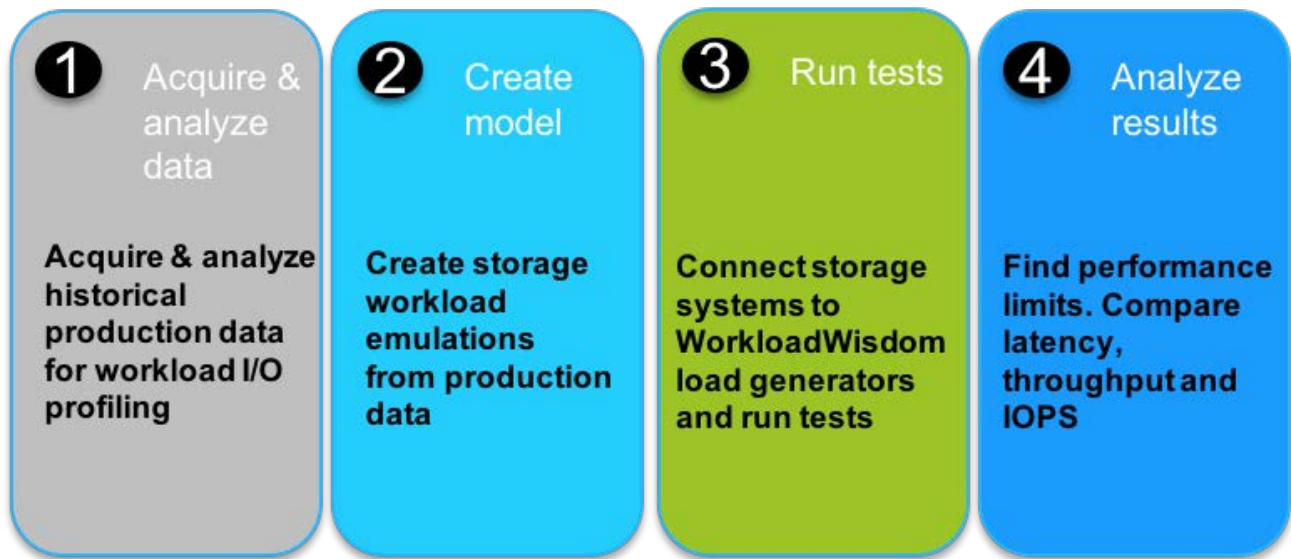 1
Acquire &
analyze
data
Acquire & analyze
historical
production data
for workload I/O
profiling
2
Create
model
Create storage
workload
emulations
from production
data
3
Run tests
Connect storage
systems to
WorkloadWisdom
load generators
and run tests
4
Analyze
results
Find performance
limits. Compare
latency,
throughput and
IOPS